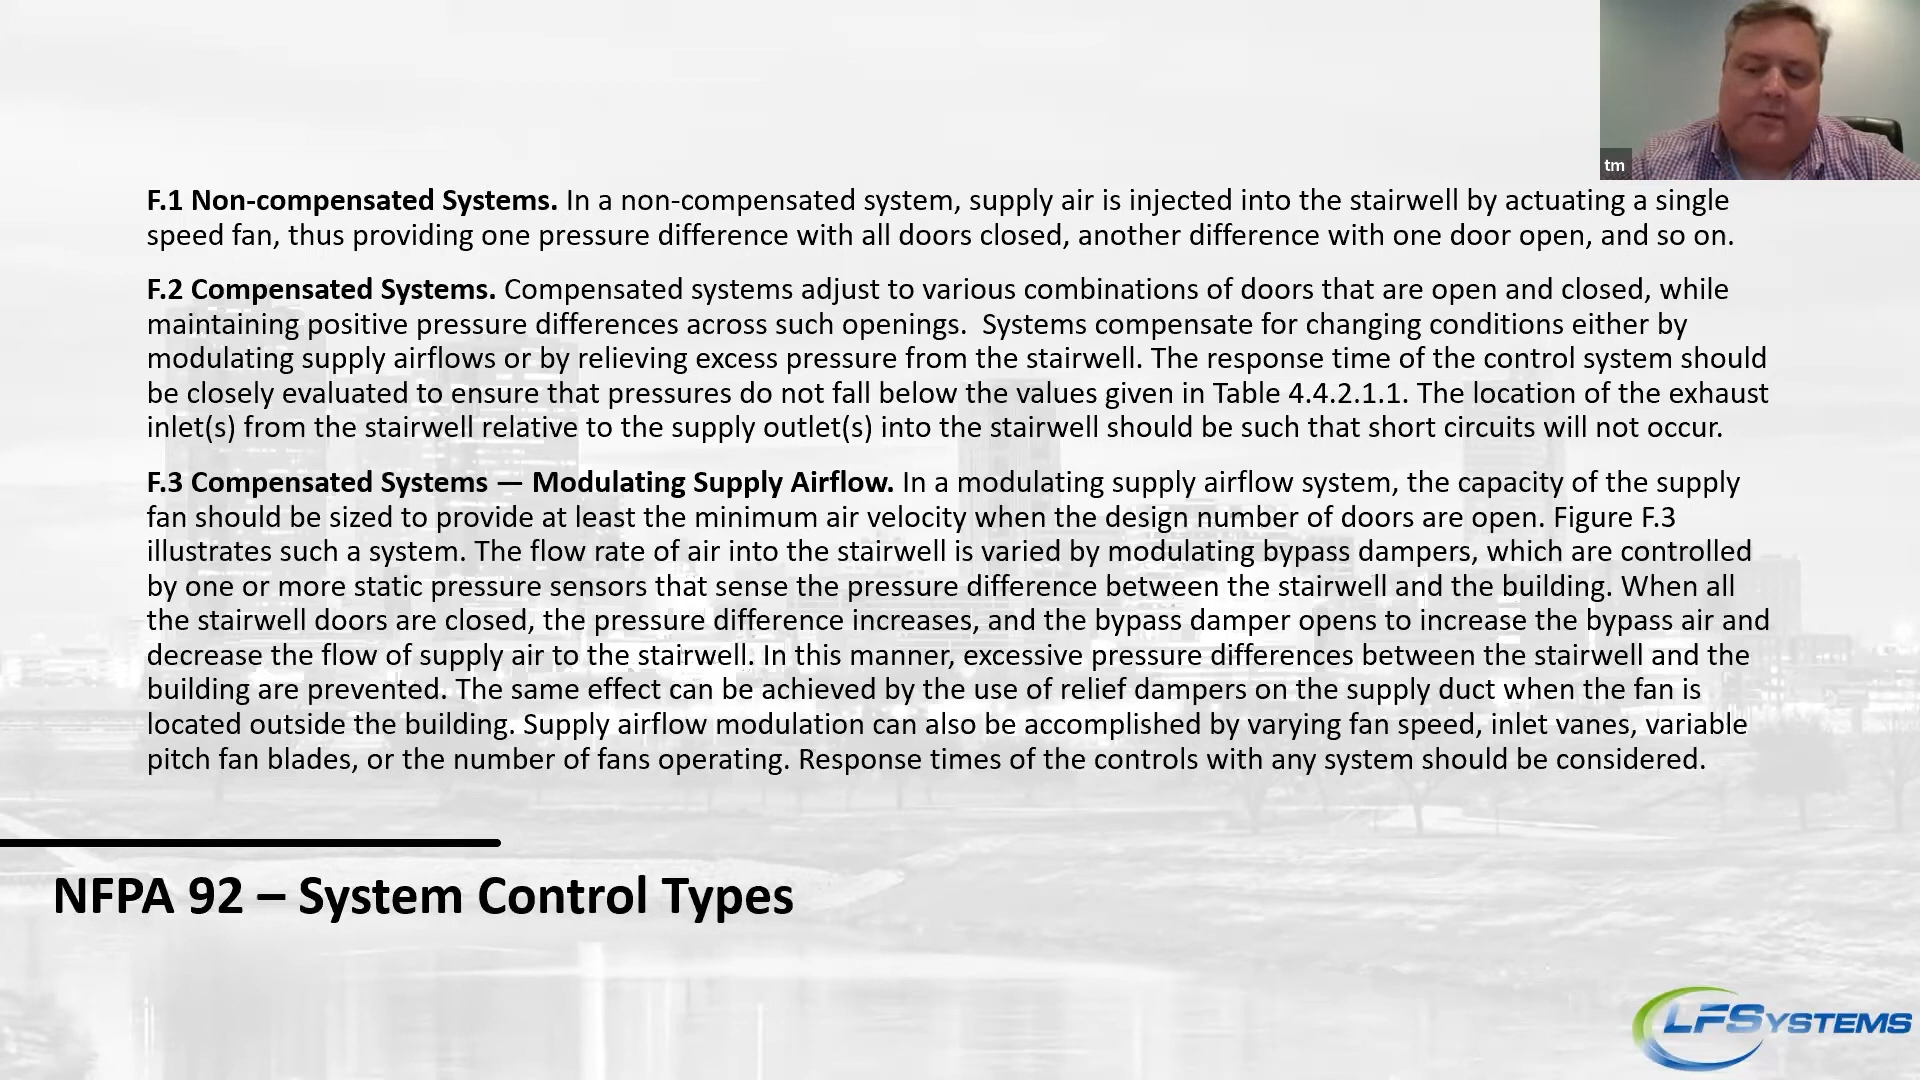 tm
F.1 Non-compensated Systems. In a non-compensated system, supply air is injected into the stairwell by actuating a single
speed fan, thus providing one pressure difference with all doors closed, another difference with one door open, and so on.
F.2 Compensated Systems. Compensated systems adjust to various combinations of doors that are open and closed, while
maintaining positive pressure differences across such openings.  Systems compensate for changing conditions either by
modulating supply airflows or by relieving excess pressure from the stairwell. The response time of the control system should
be closely evaluated to ensure that pressures do not fall below the values given in Table 4.4.2.1.1. The location of the exhaust
inlet(s) from the stairwell relative to the supply outlet(s) into the stairwell should be such that short circuits will not occur.
F.3 Compensated Systems — Modulating Supply Airflow. In a modulating supply airflow system, the capacity of the supply
fan should be sized to provide at least the minimum air velocity when the design number of doors are open. Figure F.3
illustrates such a system. The flow rate of air into the stairwell is varied by modulating bypass dampers, which are controlled
by one or more static pressure sensors that sense the pressure difference between the stairwell and the building. When all
the stairwell doors are closed, the pressure difference increases, and the bypass damper opens to increase the bypass air and
decrease the flow of supply air to the stairwell. In this manner, excessive pressure differences between the stairwell and the
building are prevented. The same effect can be achieved by the use of relief dampers on the supply duct when the fan is
located outside the building. Supply airflow modulation can also be accomplished by varying fan speed, inlet vanes, variable
pitch fan blades, or the number of fans operating. Response times of the controls with any system should be considered.
NFPA 92 – System Control Types
LFSYSTEMS